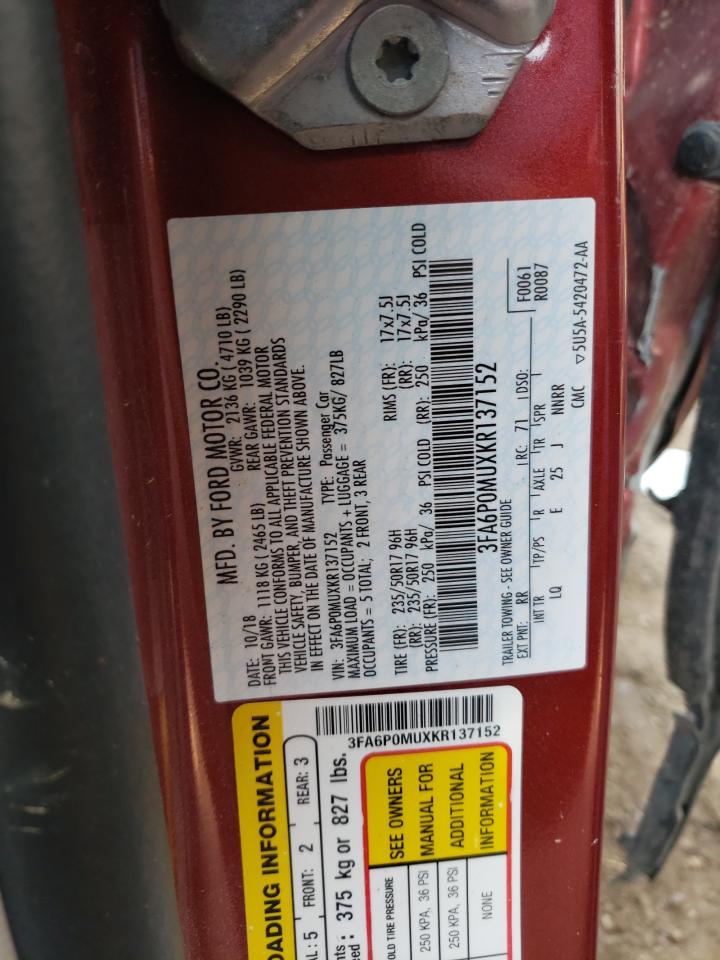 MFD. BY FORD MOTOR CO.
DATE: 10/18 GVWR: 2136 KG ( 4710 LB)
FRONT GAWR: 1118 KG ( 2465 LB) REAR GAWR: 1039 KG ( 2290 LB)
THIS VEHICLE CONFORMS TO ALL APPLICABLE FEDERAL MOTOR
VEHICLE SAFETY, BUMPER, AND THEFT PREVENTION STANDARDS
IN EFFECT ON THE DATE OF MANUFACTURE SHOWN ABOVE.
VIN: 3FA6P0MUXKR137152 TYPE: Passenger Car
MAXIMUM LOAD = OCCUPANTS + LUGGAGE = 375KG/ 827LB
OCCUPANTS = 5 TOTAL: 2 FRONT, 3 REAR
TIRE (FR): 235/50R17 96H RIMS (FR): 17x7.5J
(RR): 235/50R17 96H (RR): 17x7.5J
PRESSURE (FR): 250 kPa/ 36 PSI COLD (RR): 250 kPa/ 36 PSI COLD
3FA6P0MUXKR137152
TRAILER TOWING - SEE OWNER GUIDE
F0061
R0087
EXT PNT: RR RC: 71 DSO:
INT TR TP/PS R AXLE TR SPR
LQ E 25 J NNRR
CMC ▽5U5A-5420472-AA
OADING INFORMATION
AL : 5 FRONT: 2 REAR: 3
nts
eed : 375 kg or 827 lbs.
3FA6P0MUXKR137152
OLD TIRE PRESSURE
250 KPA, 36 PSI
250 KPA, 36 PSI
NONE
SEE OWNERS
MANUAL FOR
ADDITIONAL
INFORMATION